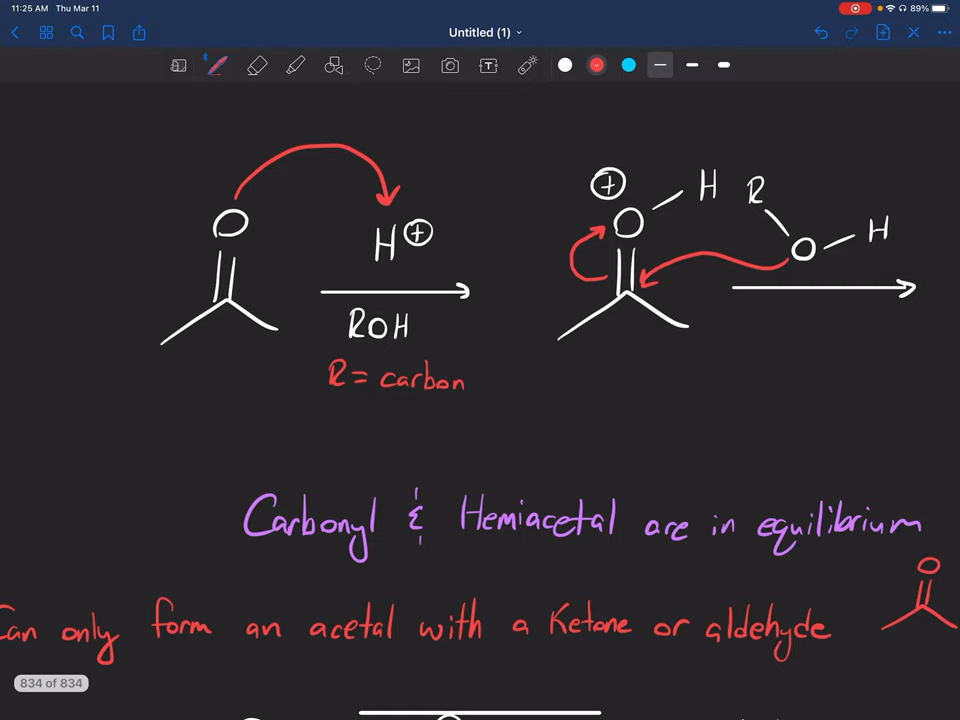 11:25 AM Thu Mar 11
89%
Untitled (1)
T
O
H +
ROH
R = carbon
+
O
H
R
O
H
Carbonyl & Hemiacetal are in equilibrium
O
Can only form an acetal with a Ketone or aldehyde
834 of 834